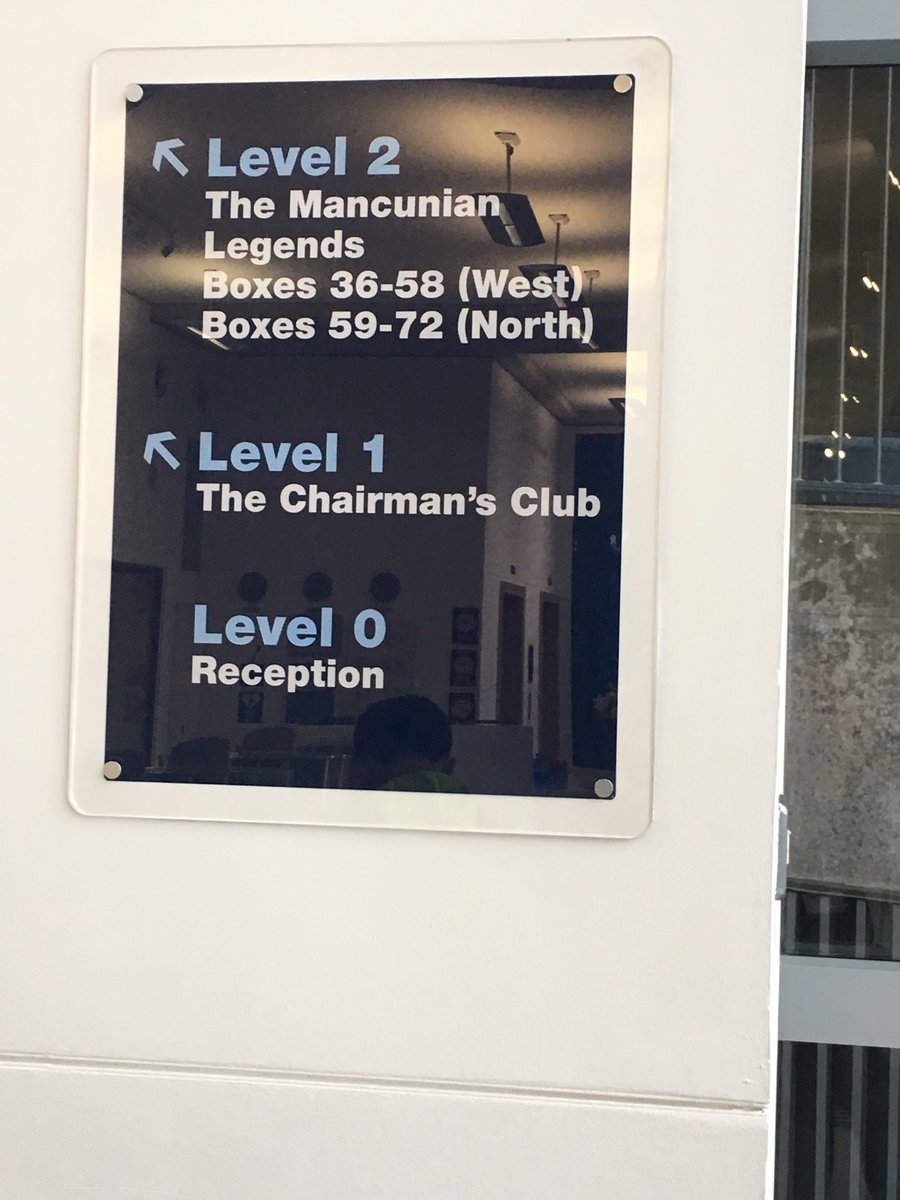 Level 2
The Mancunian
Legends
Boxes 36-58 (West)
Boxes 59-72 (North)
Level 1
The Chairman's Club
Level 0
Reception